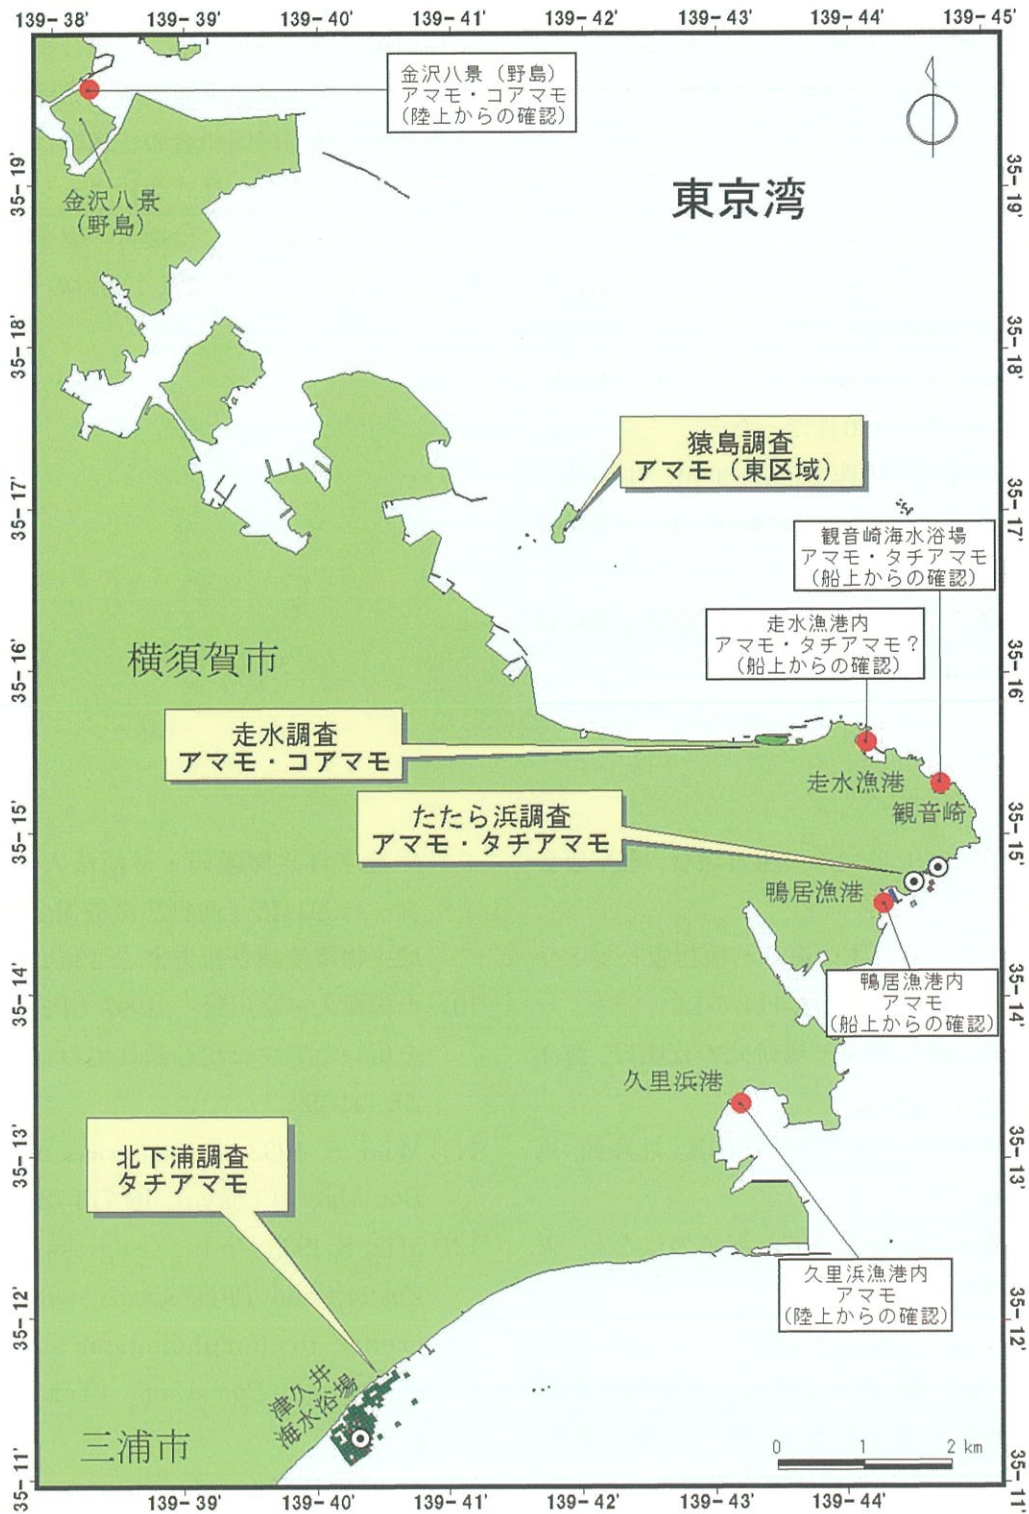 139-38'
139-39'
139-40'
139-41'
139-42'
139-43'
139-44'
139-45'
金沢八景（野島）
アマモ・コアマモ
（陸上からの確認）
金沢八景
（野島）
東京湾
35-19'
35-19'
35-18'
35-18'
猿島調査
アマモ（東区域）
35-17'
35-17'
観音崎海水浴場
アマモ・タチアマモ
（船上からの確認）
走水漁港内
アマモ・タチアマモ？
（船上からの確認）
横須賀市
35-16'
35-16'
走水調査
アマモ・コアマモ
走水漁港
観音崎
たたら浜調査
アマモ・タチアマモ
35-15'
35-15'
鴨居漁港
鴨居漁港内
アマモ
（船上からの確認）
35-14'
35-14'
久里浜港
北下浦調査
タチアマモ
35-13'
35-13'
久里浜漁港内
アマモ
（陸上からの確認）
35-12'
35-12'
津久井
海水浴場
三浦市
0 1 2 km
35-11'
35-11'
139-39'
139-40'
139-41'
139-42'
139-43'
139-44'